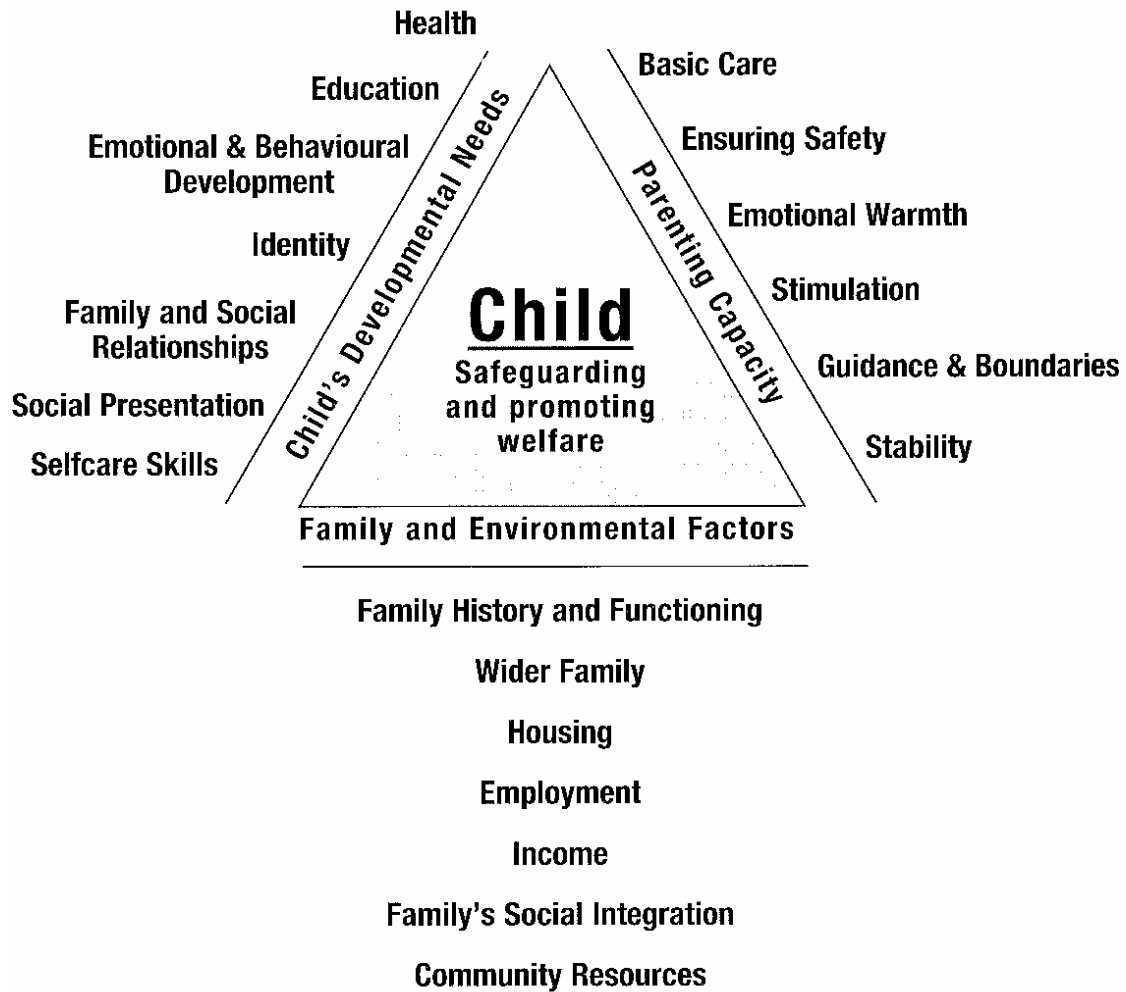 Health
Education
Emotional & Behavioural
Development
Identity
Family and Social
Relationships
Social Presentation
Selfcare Skills
Child's Developmental Needs
Basic Care
Ensuring Safety
Emotional Warmth
Stimulation
Guidance & Boundaries
Stability
Parenting Capacity
Child
Safeguarding
and promoting
welfare
Family and Environmental Factors
Family History and Functioning
Wider Family
Housing
Employment
Income
Family's Social Integration
Community Resources